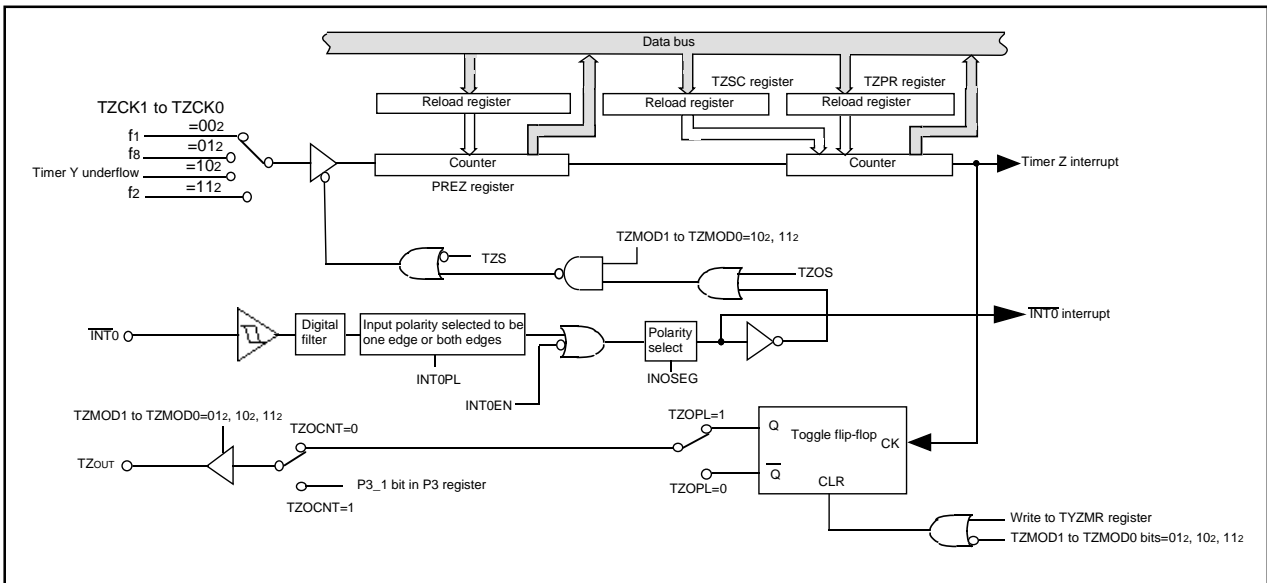 Data bus
TZSC register
TZPR register
TZCK1 to TZCK0
Reload register
Reload register
Reload register
f1
=002
f8
=012
Timer Y underflow
=102
f2
=112
Counter
Counter
Timer Z interrupt
PREZ register
TZMOD1 to TZMOD0=102, 112
TZS
TZOS
INT0
Digital
filter
Input polarity selected to be
one edge or both edges
Polarity
select
INT0 interrupt
INT0PL
INOSEG
INT0EN
TZMOD1 to TZMOD0=012, 102, 112
TZOCNT=0
TZOPL=1
Q
Toggle flip-flop
CK
TZOUT
Q
P3_1 bit in P3 register
TZOPL=0
CLR
TZOCNT=1
Write to TYZMR register
TZMOD1 to TZMOD0 bits=012, 102, 112